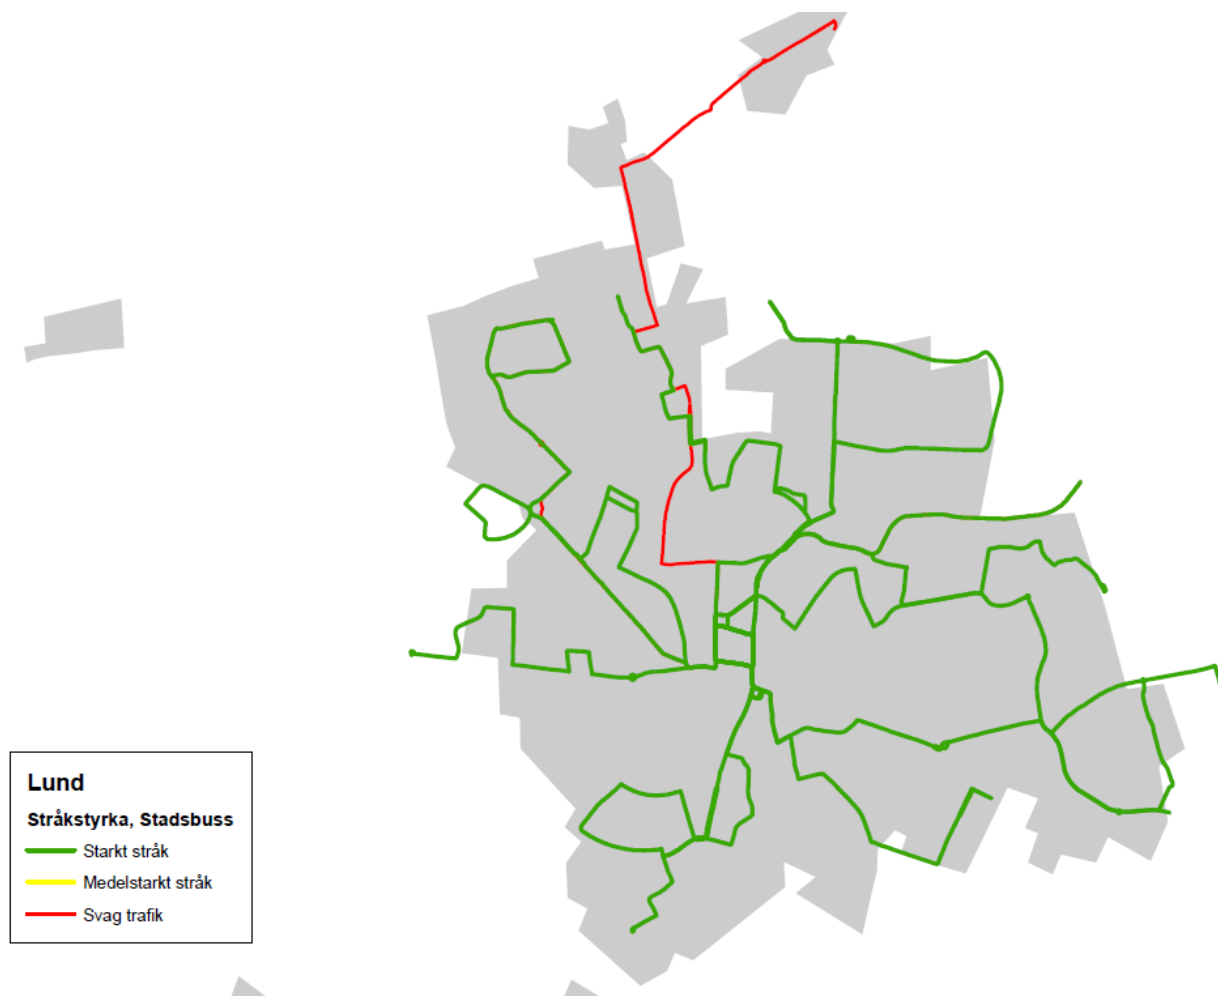 Lund
Stråkstyrka, Stadsbuss
Starkt stråk
Medelstarkt stråk
Svag trafik